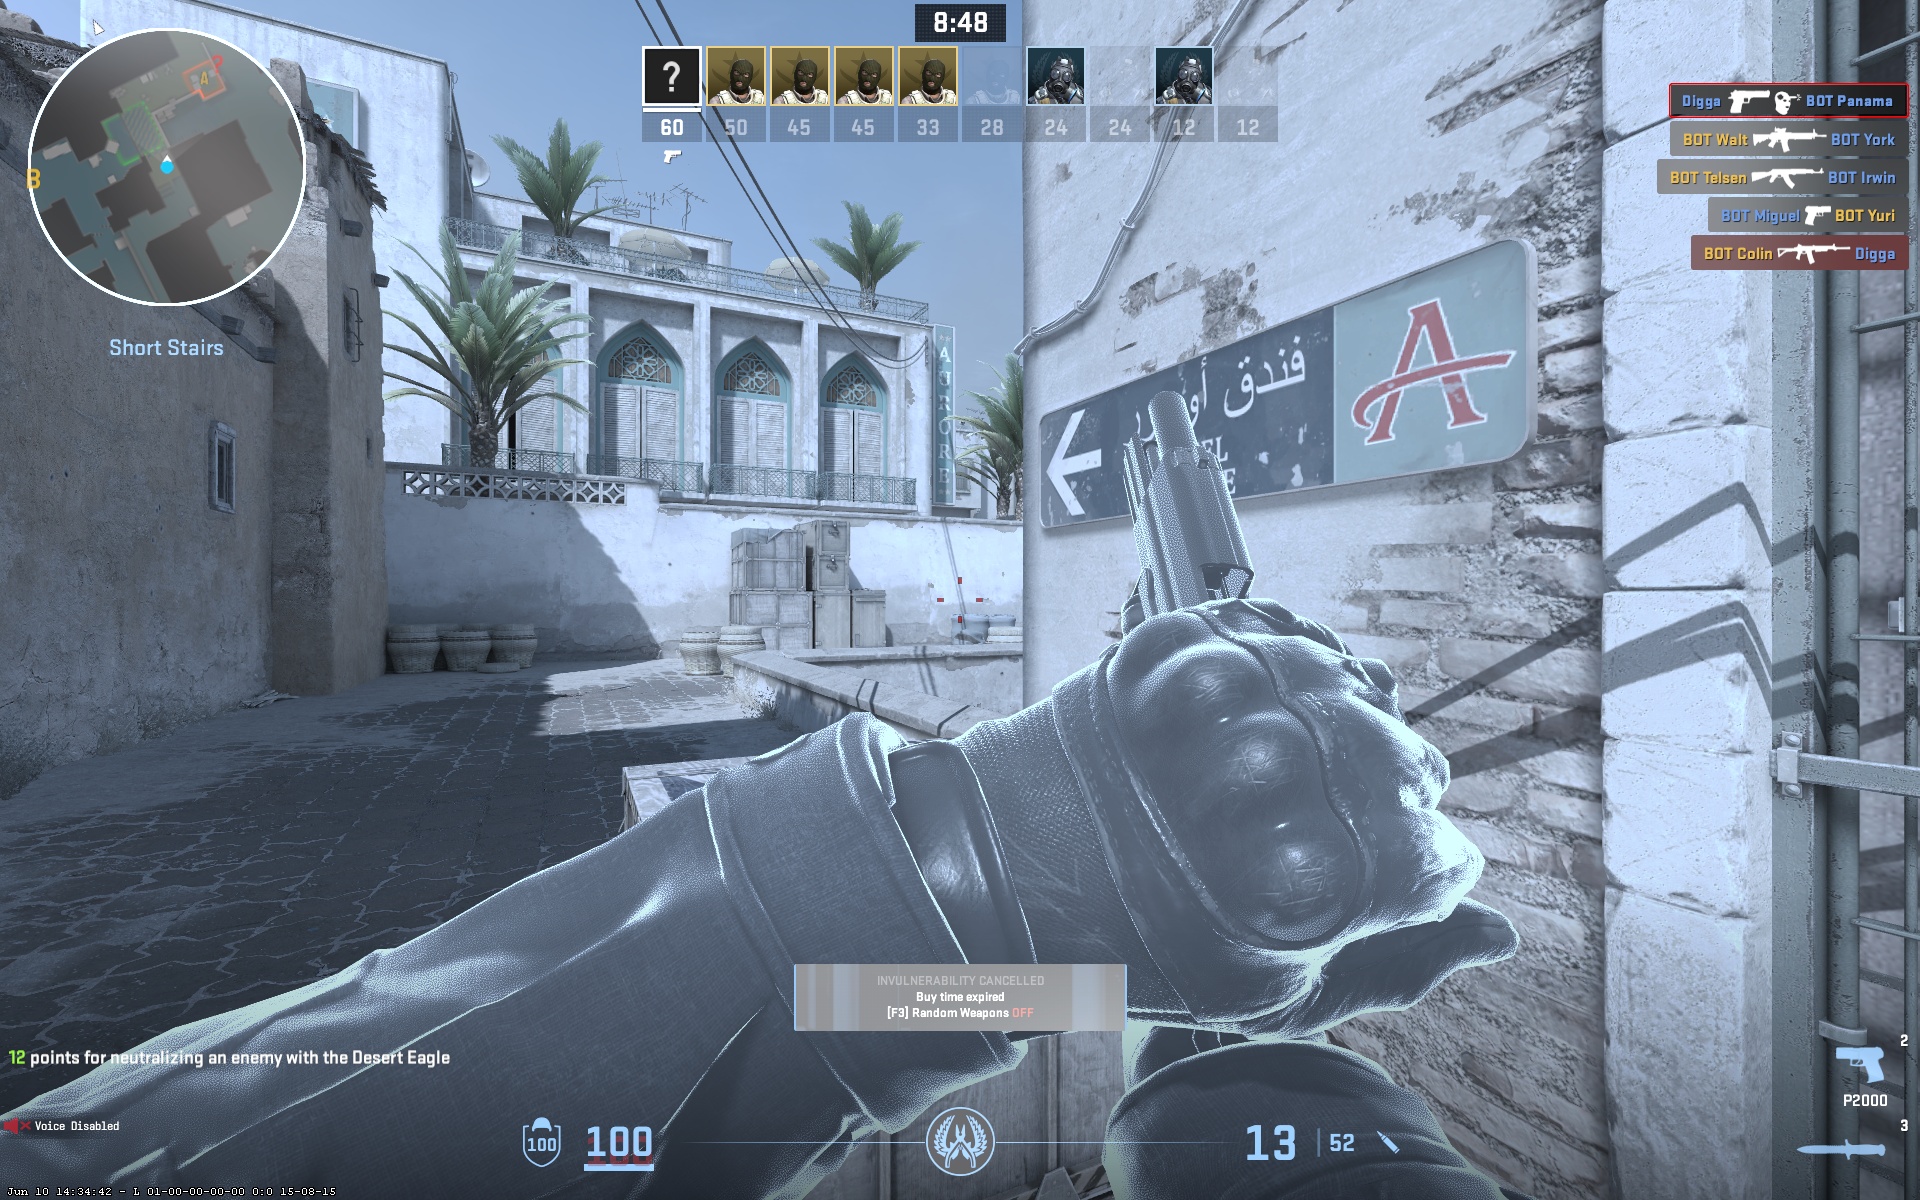 8:48
?
60 50 45 45 33 28 24 24 12 12
A
B
Short Stairs
Digga BOT Panama
BOT Walt BOT York
BOT Telsen BOT Irwin
BOT Miguel BOT Yuri
BOT Colin Digga
AURORE
فندق
A
INVULNERABILITY CANCELLED
Buy time expired
[F3] Random Weapons OFF
12 points for neutralizing an enemy with the Desert Eagle
Voice Disabled
2
P2000
3
100
100
13 52
Jun 10 14:34:42 - L 01-00-00-00-00 0:0 15-08-15